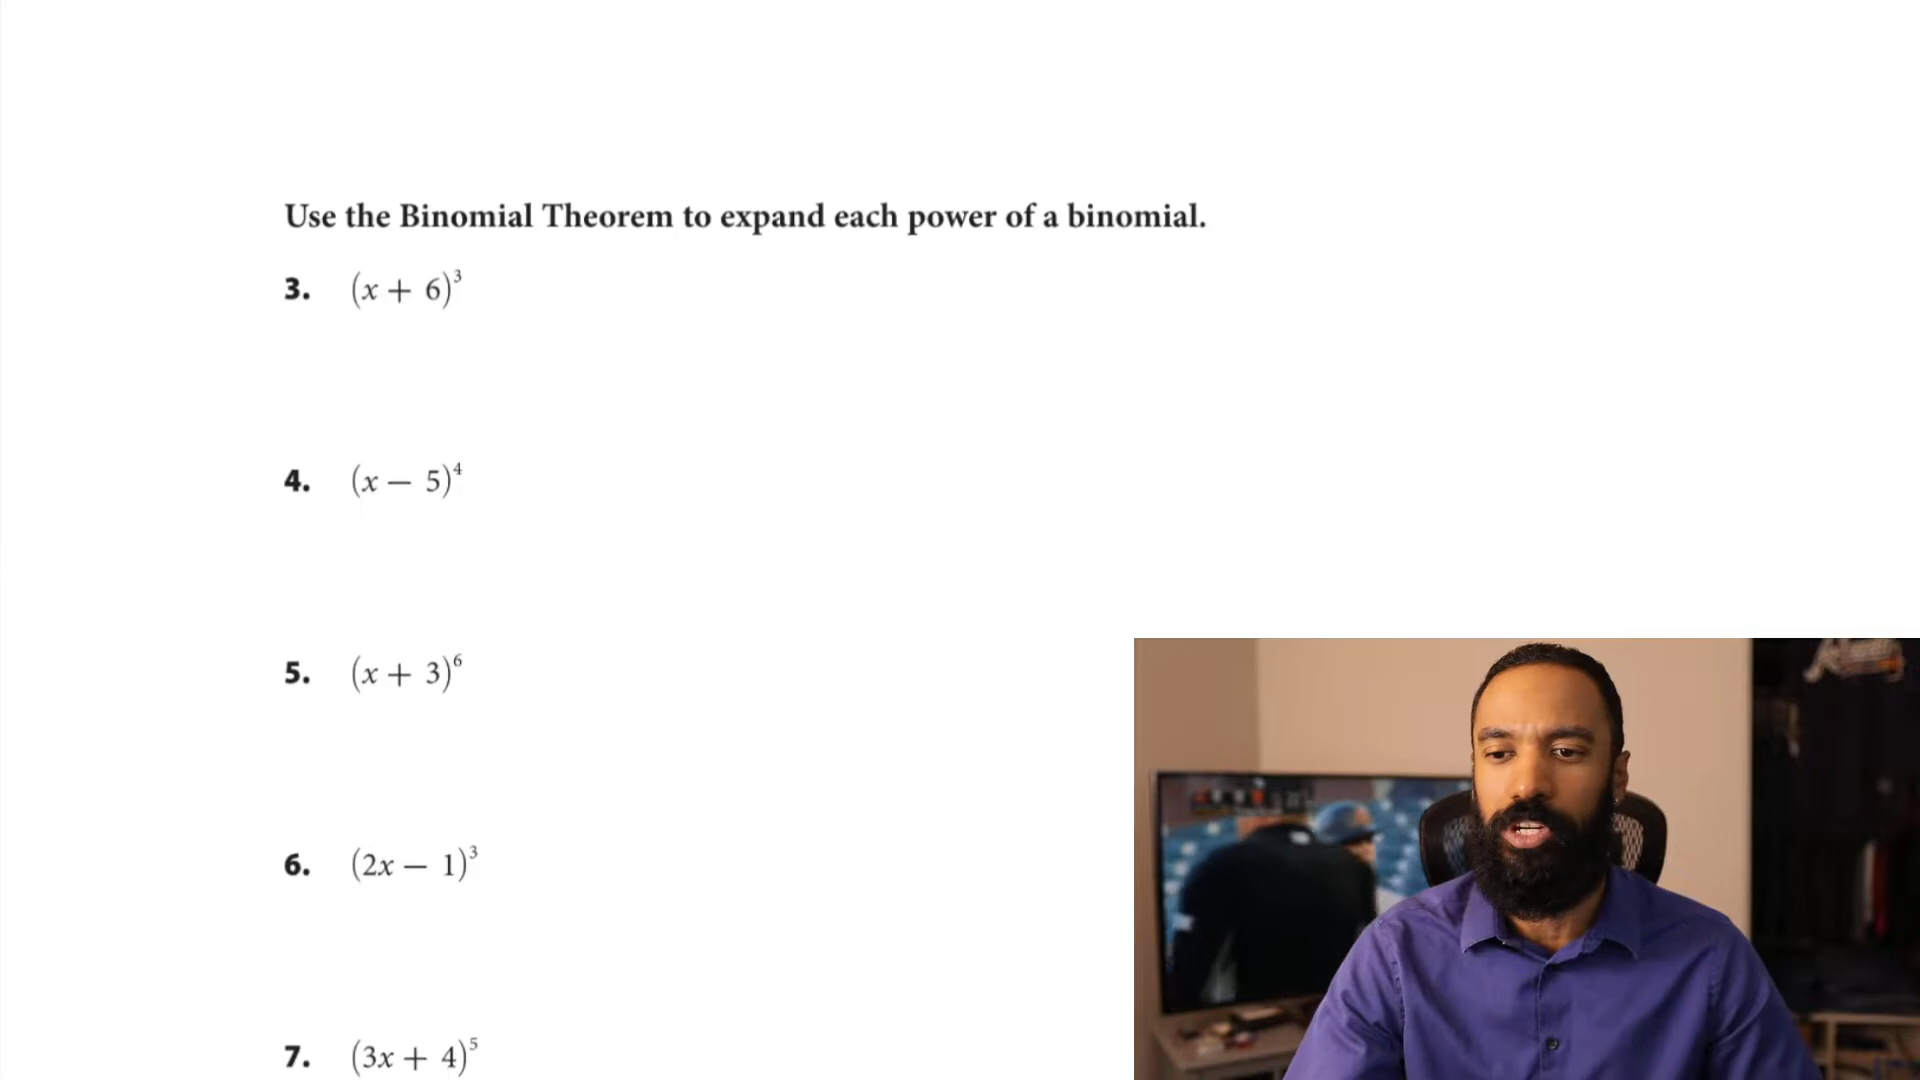 Use the Binomial Theorem to expand each power of a binomial.
3. (x + 6)³
4. (x − 5)⁴
5. (x + 3)⁶
6. (2x − 1)³
7. (3x + 4)⁵